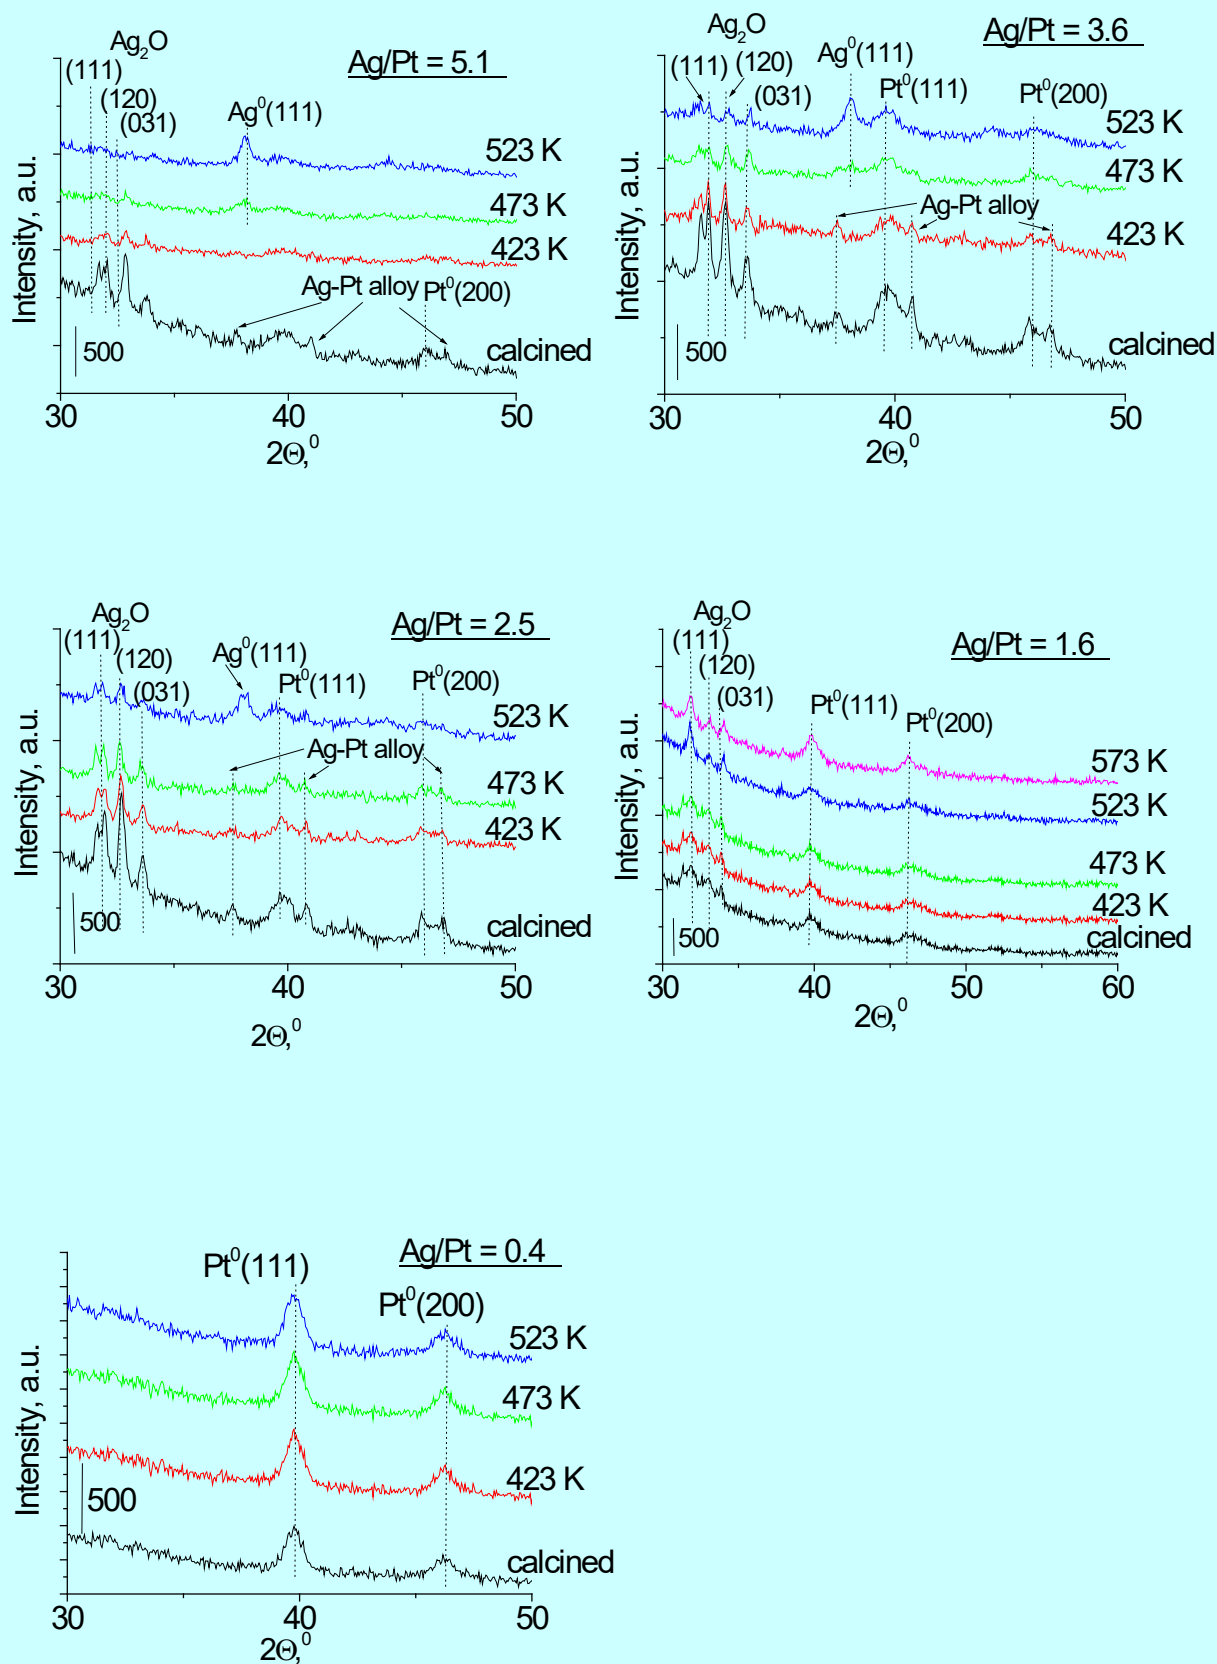 Ag/Pt = 5.1
Ag2O
(111)
(120)
(031)
Ag0(111)
523 K
473 K
423 K
Ag-Pt alloy
Pt0(200)
calcined
500
Intensity, a.u.
30 40 50
2Θ,0
Ag/Pt = 3.6
Ag2O
(111)
(120)
(031)
Ag0(111)
Pt0(111)
Pt0(200)
523 K
473 K
Ag-Pt alloy
423 K
calcined
500
Intensity, a.u.
30 40 50
2Θ,0
Ag/Pt = 2.5
Ag2O
(111)
(120)
(031)
Ag0(111)
Pt0(111)
Pt0(200)
523 K
Ag-Pt alloy
473 K
423 K
calcined
500
Intensity, a.u.
30 40 50
2Θ,0
Ag/Pt = 1.6
Ag2O
(111)
(120)
(031)
Pt0(111)
Pt0(200)
573 K
523 K
473 K
423 K
calcined
500
Intensity, a.u.
30 40 50 60
2Θ,0
Ag/Pt = 0.4
Pt0(111)
Pt0(200)
523 K
473 K
423 K
500
calcined
Intensity, a.u.
30 40 50
2Θ,0